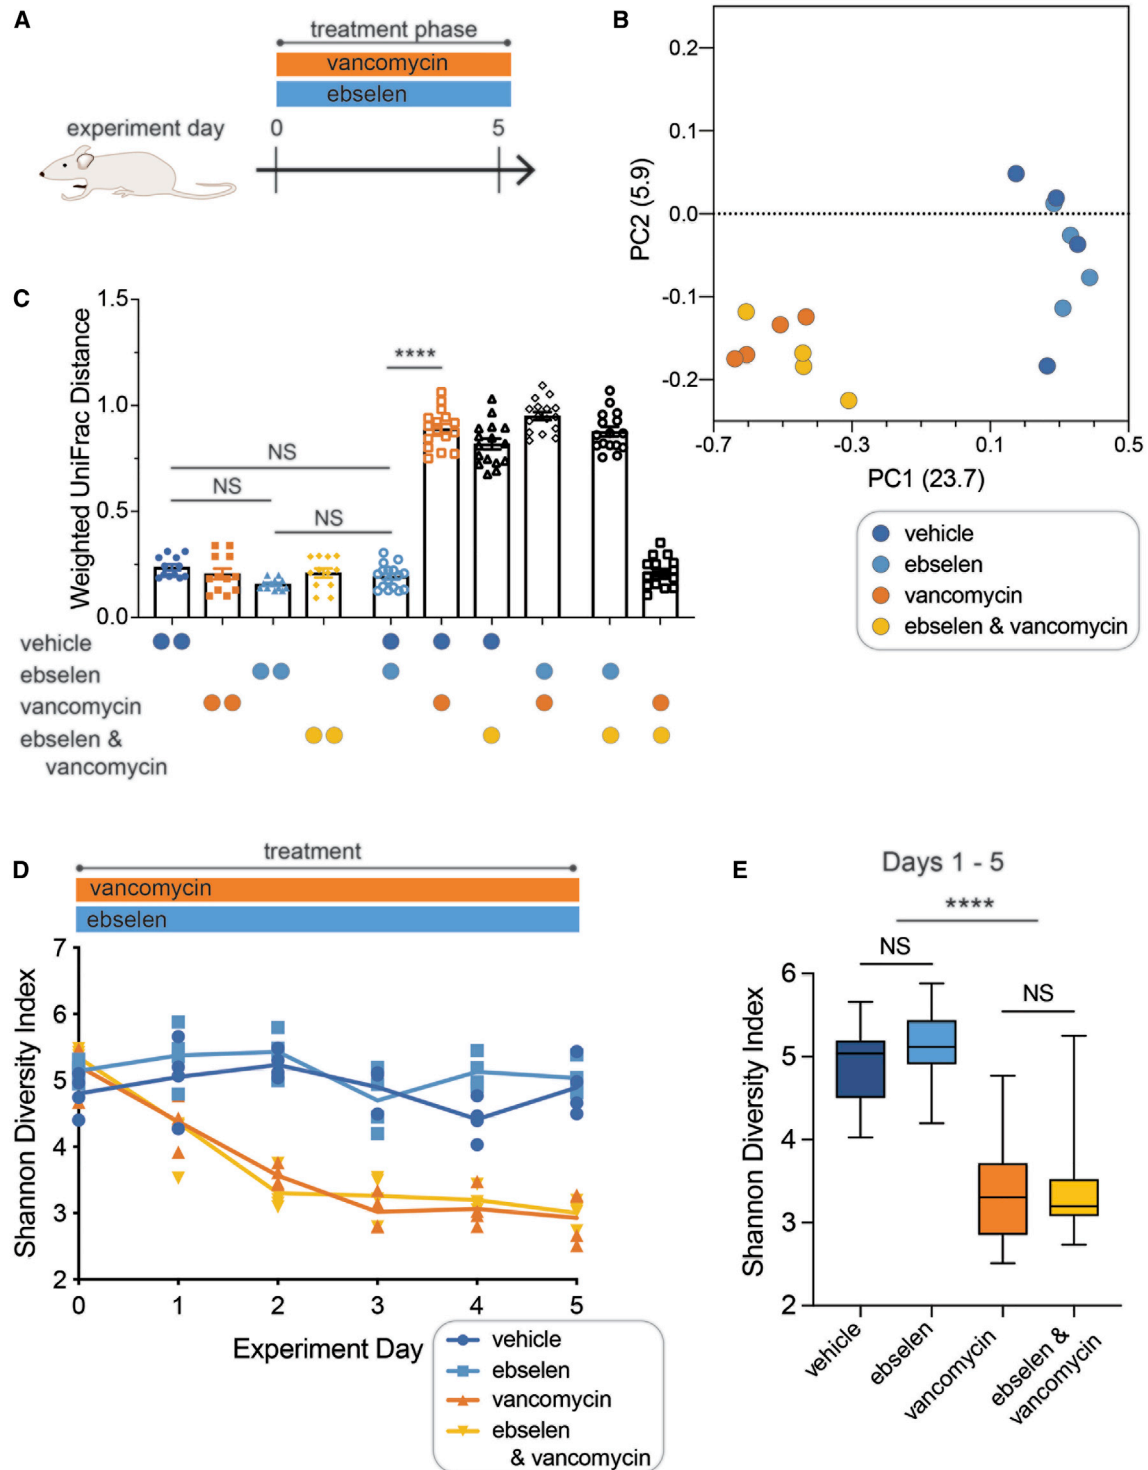 A
treatment phase
vancomycin
ebselen
experiment day
0
5
B
0.2
0.1
0.0
-0.1
-0.2
PC2 (5.9)
-0.7
-0.3
0.1
0.5
PC1 (23.7)
vehicle
ebselen
vancomycin
ebselen & vancomycin
C
1.5
1.0
0.5
0.0
Weighted UniFrac Distance
****
NS
NS
NS
vehicle
ebselen
vancomycin
ebselen &
vancomycin
D
treatment
vancomycin
ebselen
7
6
5
4
3
2
Shannon Diversity Index
0
1
2
3
4
5
Experiment Day
vehicle
ebselen
vancomycin
ebselen
& vancomycin
E
Days 1 - 5
****
NS
NS
6
5
4
3
2
Shannon Diversity Index
vehicle
ebselen
vancomycin
ebselen &
vancomycin